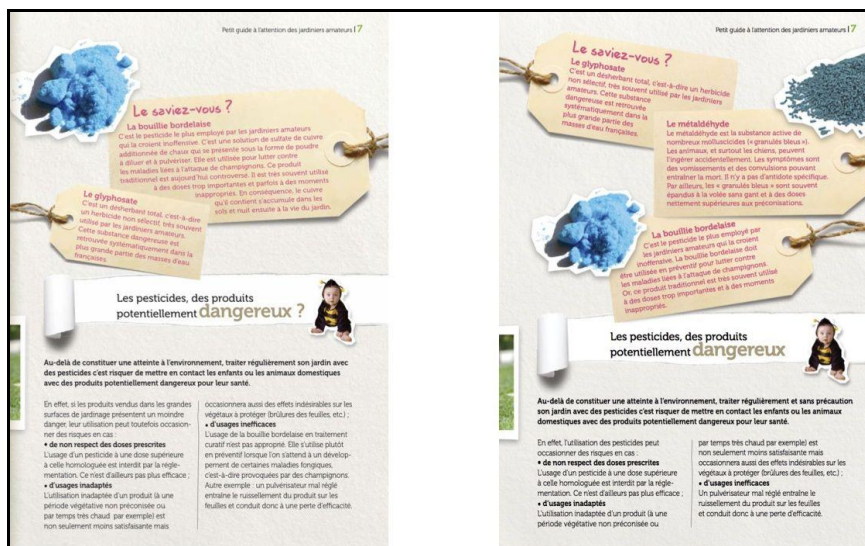 Petit guide à l'attention des jardiniers amateurs | 7
Le saviez-vous ?
La bouillie bordelaise
C'est le pesticide le plus employé par les jardiniers amateurs
qui la croient inoffensive. C'est une solution de sulfate de cuivre
additionnée de chaux qui se présente sous la forme de poudre
à diluer et à pulvériser. Elle est utilisée pour lutter contre
les maladies liées à l'attaque de champignons. Ce produit
traditionnel est aujourd'hui controversé. Il est très souvent utilisé
à des doses trop importantes et parfois à des moments
inappropriés. En conséquence, le cuivre
qu'il contient s'accumule dans les
sols et nuit ensuite à la vie du jardin.
Le glyphosate
C'est un désherbant total, c'est-à-dire
un herbicide non sélectif, très souvent
utilisé par les jardiniers amateurs.
Cette substance dangereuse est
retrouvée systématiquement dans la
plus grande partie des masses d'eau
françaises.
Les pesticides, des produits
potentiellement dangereux ?
Au-delà de constituer une atteinte à l'environnement, traiter régulièrement son jardin avec
des pesticides c'est risquer de mettre en contact les enfants ou les animaux domestiques
avec des produits potentiellement dangereux pour leur santé.
En effet, si les produits vendus dans les grandes
surfaces de jardinage présentent un moindre
danger, leur utilisation peut toutefois occasion-
ner des risques en cas :
• de non respect des doses prescrites
L'usage d'un pesticide à une dose supérieure
à celle homologuée est interdit par la régle-
mentation. Ce n'est d'ailleurs pas plus efficace ;
• d'usages inadaptés
L'utilisation inadaptée d'un produit (à une
période végétative non préconisée ou
par temps très chaud par exemple) est
non seulement moins satisfaisante mais
occasionnera aussi des effets indésirables sur les
végétaux à protéger (brûlures des feuilles, etc.) ;
• d'usages inefficaces
L'usage de la bouillie bordelaise en traitement
curatif n'est pas approprié. Elle s'utilise plutôt
en préventif lorsque l'on s'attend à un dévelop-
pement de certaines maladies fongiques,
c'est-à-dire provoquées par des champignons.
Autre exemple : un pulvérisateur mal réglé
entraîne le ruissellement du produit sur les
feuilles et conduit donc à une perte d'efficacité.
Petit guide à l'attention des jardiniers amateurs | 7
Le saviez-vous ?
Le glyphosate
C'est un désherbant total, c'est-à-dire un herbicide
non sélectif, très souvent utilisé par les jardiniers
amateurs. Cette substance
dangereuse est retrouvée
systématiquement dans la
plus grande partie des
masses d'eau françaises.
Le métaldéhyde
Le métaldéhyde est la substance active de
nombreux molluscicides (« granulés bleus »).
Les animaux, et surtout les chiens, peuvent
l'ingérer accidentellement. Les symptômes sont
des vomissements et des convulsions pouvant
entraîner la mort. Il n'y a pas d'antidote spécifique.
Par ailleurs, les « granulés bleus » sont souvent
épandus à la volée sans gant et à des doses
nettement supérieures aux préconisations.
La bouillie bordelaise
C'est le pesticide le plus employé par
les jardiniers amateurs qui la croient
inoffensive. La bouillie bordelaise doit
être utilisée en préventif pour lutter contre
les maladies liées à l'attaque de champignons.
Or, ce produit traditionnel est très souvent utilisé
à des doses trop importantes et à des moments
inappropriés.
Les pesticides, des produits
potentiellement dangereux
Au-delà de constituer une atteinte à l'environnement, traiter régulièrement et sans précaution
son jardin avec des pesticides c'est risquer de mettre en contact les enfants ou les animaux
domestiques avec des produits potentiellement dangereux pour leur santé.
En effet, l'utilisation des pesticides peut
occasionner des risques en cas :
• de non respect des doses prescrites
L'usage d'un pesticide à une dose supérieure
à celle homologuée est interdit par la régle-
mentation. Ce n'est d'ailleurs pas plus efficace ;
• d'usages inadaptés
L'utilisation inadaptée d'un produit (à une
période végétative non préconisée ou
par temps très chaud par exemple) est
non seulement moins satisfaisante mais
occasionnera aussi des effets indésirables sur les
végétaux à protéger (brûlures des feuilles, etc.) ;
• d'usages inefficaces
Un pulvérisateur mal réglé entraîne le
ruissellement du produit sur les feuilles
et conduit donc à une perte d'efficacité.